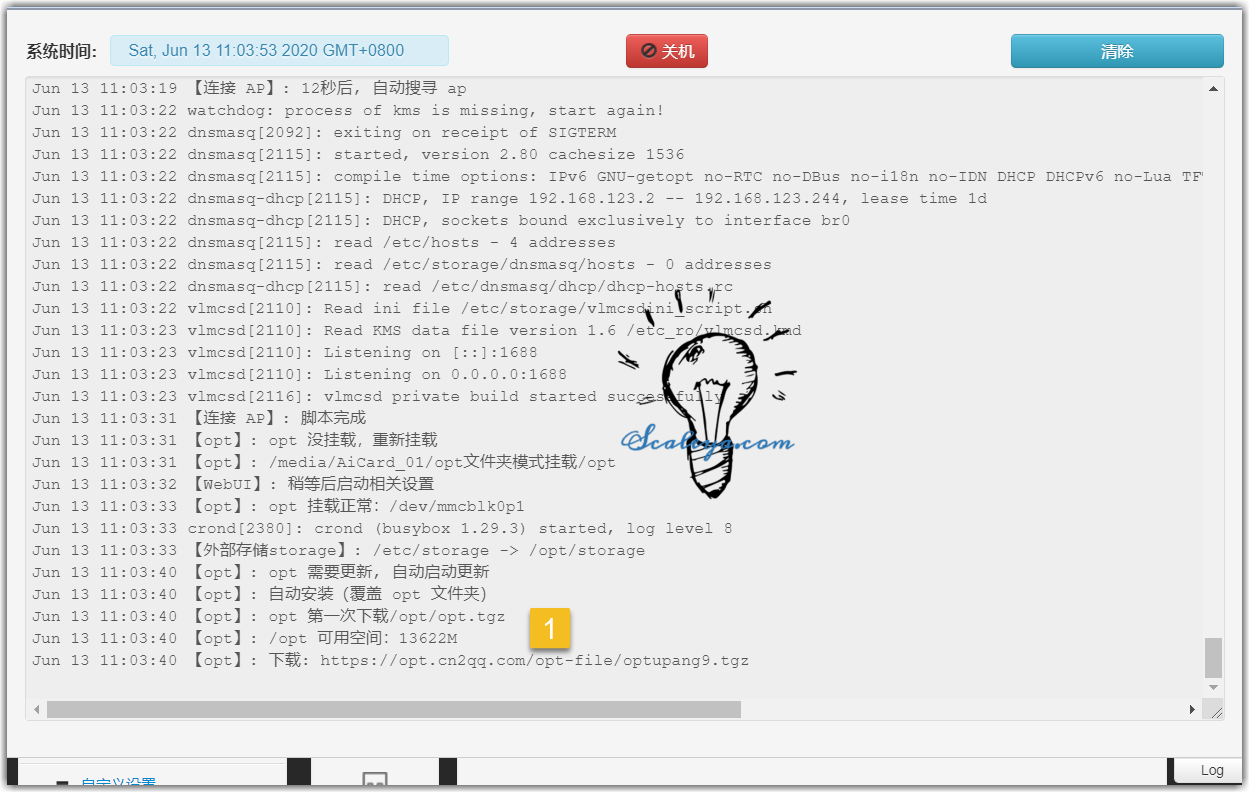 系统时间: Sat, Jun 13 11:03:53 2020 GMT+0800 关机 清除
Jun 13 11:03:19 【连接 AP】: 12秒后, 自动搜寻 ap
Jun 13 11:03:22 watchdog: process of kms is missing, start again!
Jun 13 11:03:22 dnsmasq[2092]: exiting on receipt of SIGTERM
Jun 13 11:03:22 dnsmasq[2115]: started, version 2.80 cachesize 1536
Jun 13 11:03:22 dnsmasq[2115]: compile time options: IPv6 GNU-getopt no-RTC no-DBus no-i18n no-IDN DHCP DHCPv6 no-Lua
Jun 13 11:03:22 dnsmasq-dhcp[2115]: DHCP, IP range 192.168.123.2 -- 192.168.123.244, lease time 1d
Jun 13 11:03:22 dnsmasq-dhcp[2115]: DHCP, sockets bound exclusively to interface br0
Jun 13 11:03:22 dnsmasq[2115]: read /etc/hosts - 4 addresses
Jun 13 11:03:22 dnsmasq[2115]: read /etc/storage/dnsmasq/hosts - 0 addresses
Jun 13 11:03:22 dnsmasq-dhcp[2115]: read /etc/dnsmasq/dhcp/dhcp-hosts.rc
Jun 13 11:03:22 vlmcsd[2110]: Read ini file /etc/storage/vlmcsdini_script.sh
Jun 13 11:03:23 vlmcsd[2110]: Read KMS data file version 1.6 /etc_ro/vlmcsd.kmd
Jun 13 11:03:23 vlmcsd[2110]: Listening on [::]:1688
Jun 13 11:03:23 vlmcsd[2110]: Listening on 0.0.0.0:1688
Jun 13 11:03:23 vlmcsd[2116]: vlmcsd private build started successfully
Jun 13 11:03:31 【连接 AP】: 脚本完成
Jun 13 11:03:31 【opt】: opt 没挂载, 重新挂载
Jun 13 11:03:31 【opt】: /media/AiCard_01/opt文件夹模式挂载/opt
Scaleya.com
Jun 13 11:03:32 【WebUI】: 稍等后启动相关设置
Jun 13 11:03:33 【opt】: opt 挂载正常: /dev/mmcblk0p1
Jun 13 11:03:33 crond[2380]: crond (busybox 1.29.3) started, log level 8
Jun 13 11:03:33 【外部存储storage】: /etc/storage -> /opt/storage
Jun 13 11:03:40 【opt】: opt 需要更新, 自动启动更新
Jun 13 11:03:40 【opt】: 自动安装 (覆盖 opt 文件夹)
Jun 13 11:03:40 【opt】: opt 第一次下载/opt/opt.tgz
Jun 13 11:03:40 【opt】: /opt 可用空间: 13622M
1
Jun 13 11:03:40 【opt】: 下载: https://opt.cn2qq.com/opt-file/optupang9.tgz
自定义设置
Log